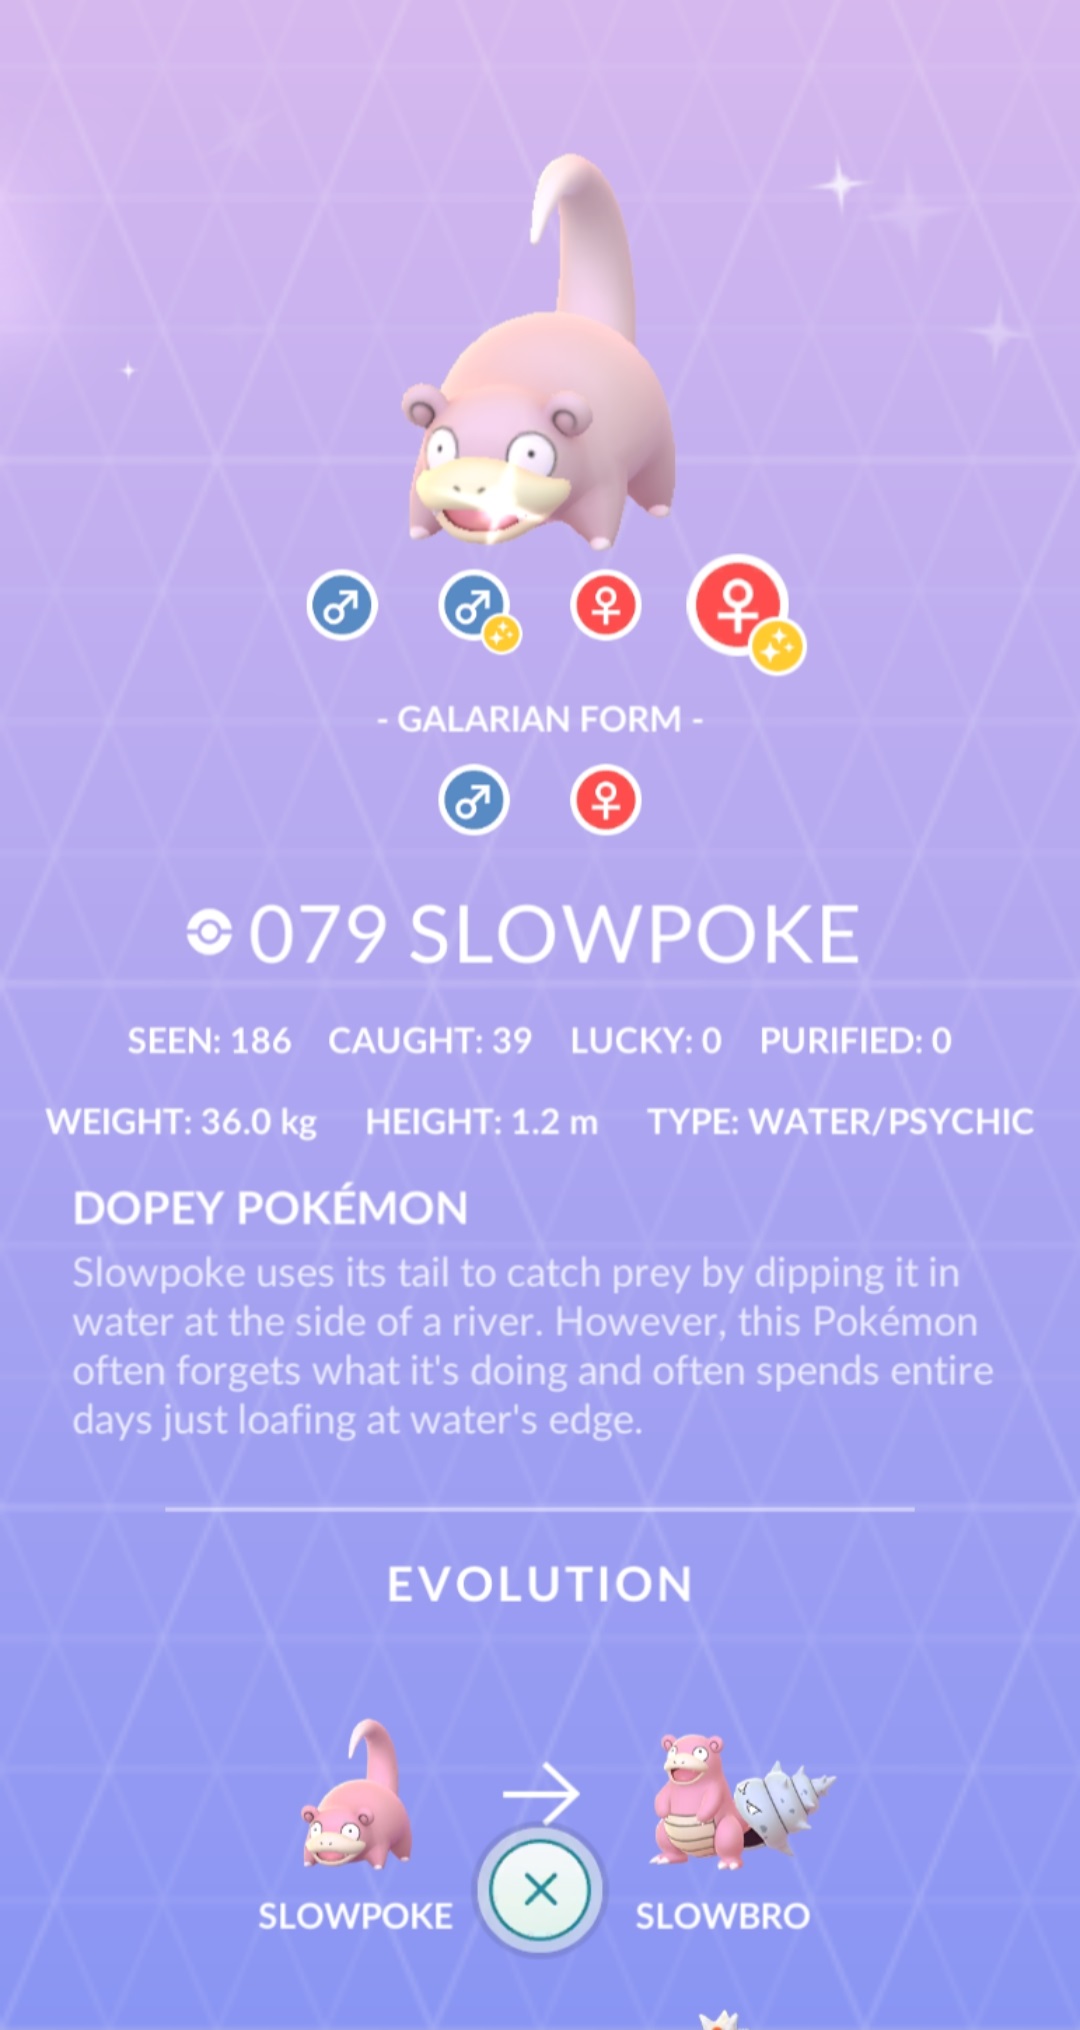 - GALARIAN FORM -
079 SLOWPOKE
SEEN: 186 CAUGHT: 39 LUCKY: 0 PURIFIED: 0
WEIGHT: 36.0 kg HEIGHT: 1.2 m TYPE: WATER/PSYCHIC
DOPEY POKÉMON
Slowpoke uses its tail to catch prey by dipping it in
water at the side of a river. However, this Pokémon
often forgets what it's doing and often spends entire
days just loafing at water's edge.
EVOLUTION
SLOWPOKE SLOWBRO